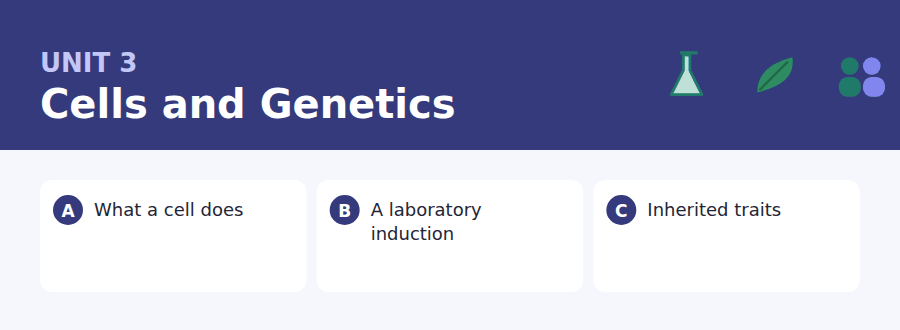 UNIT 3
Cells and Genetics
A What a cell does
B A laboratory
induction
C Inherited traits